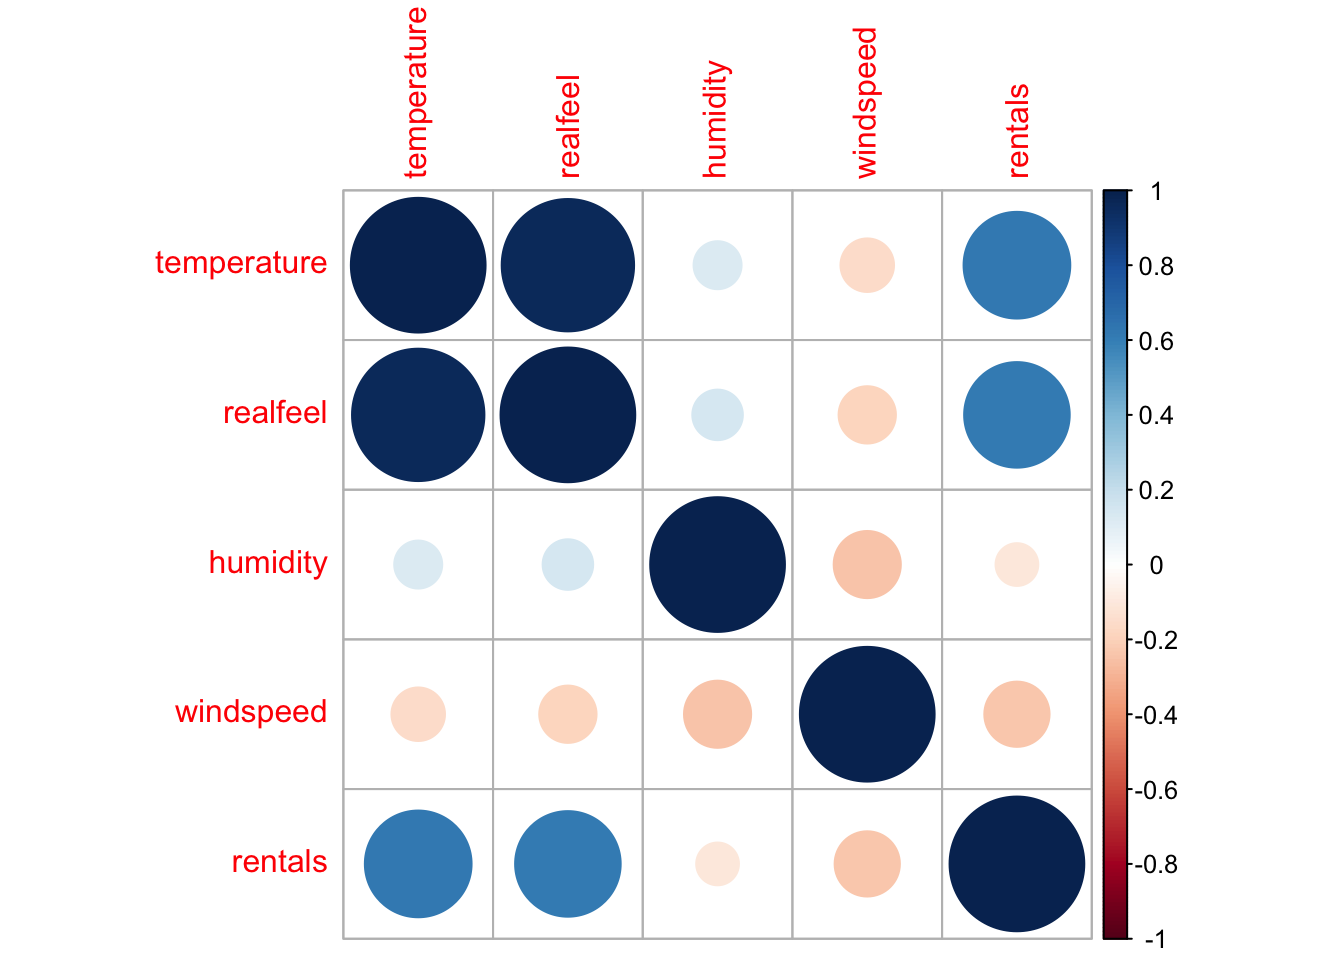 temperature
realfeel
humidity
windspeed
rentals
temperature
realfeel
humidity
windspeed
rentals
1
0.8
0.6
0.4
0.2
0
-0.2
-0.4
-0.6
-0.8
-1